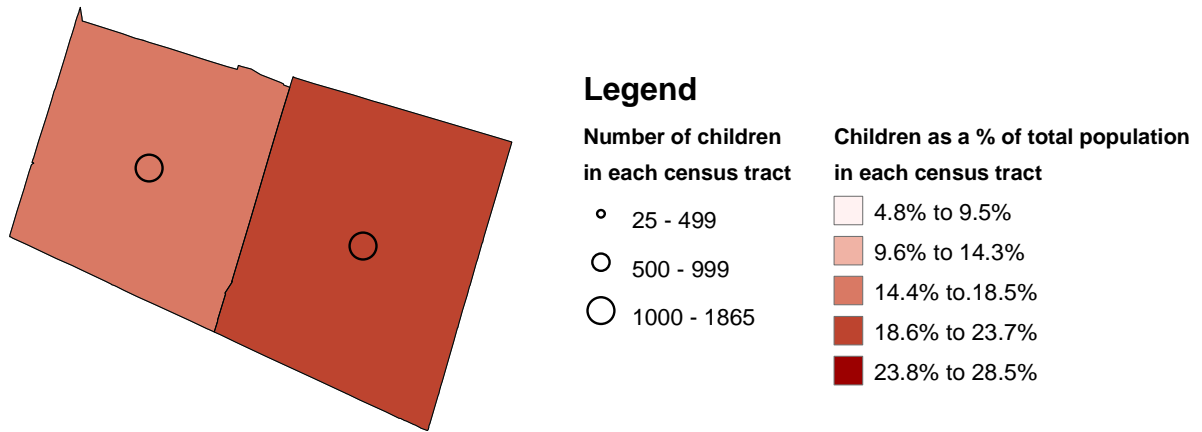 Legend
Number of children
in each census tract
25 - 499
500 - 999
1000 - 1865
Children as a % of total population
in each census tract
4.8% to 9.5%
9.6% to 14.3%
14.4% to.18.5%
18.6% to 23.7%
23.8% to 28.5%